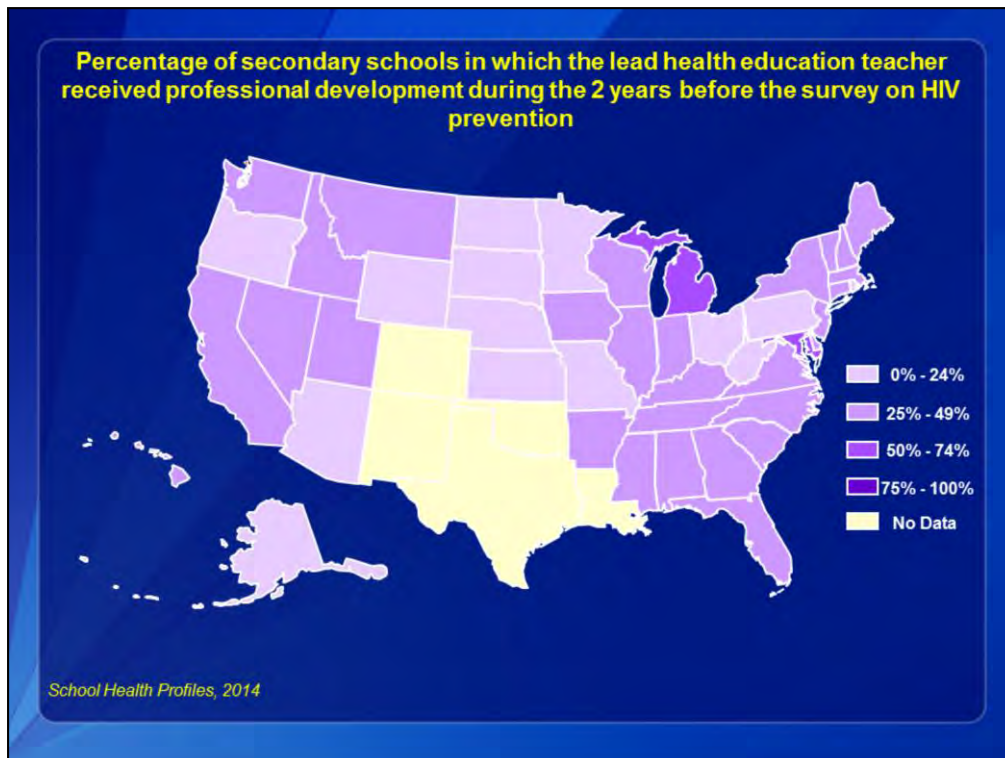 Percentage of secondary schools in which the lead health education teacher
received professional development during the 2 years before the survey on HIV
prevention
0% - 24%
25% - 49%
50% - 74%
75% - 100%
No Data
School Health Profiles, 2014